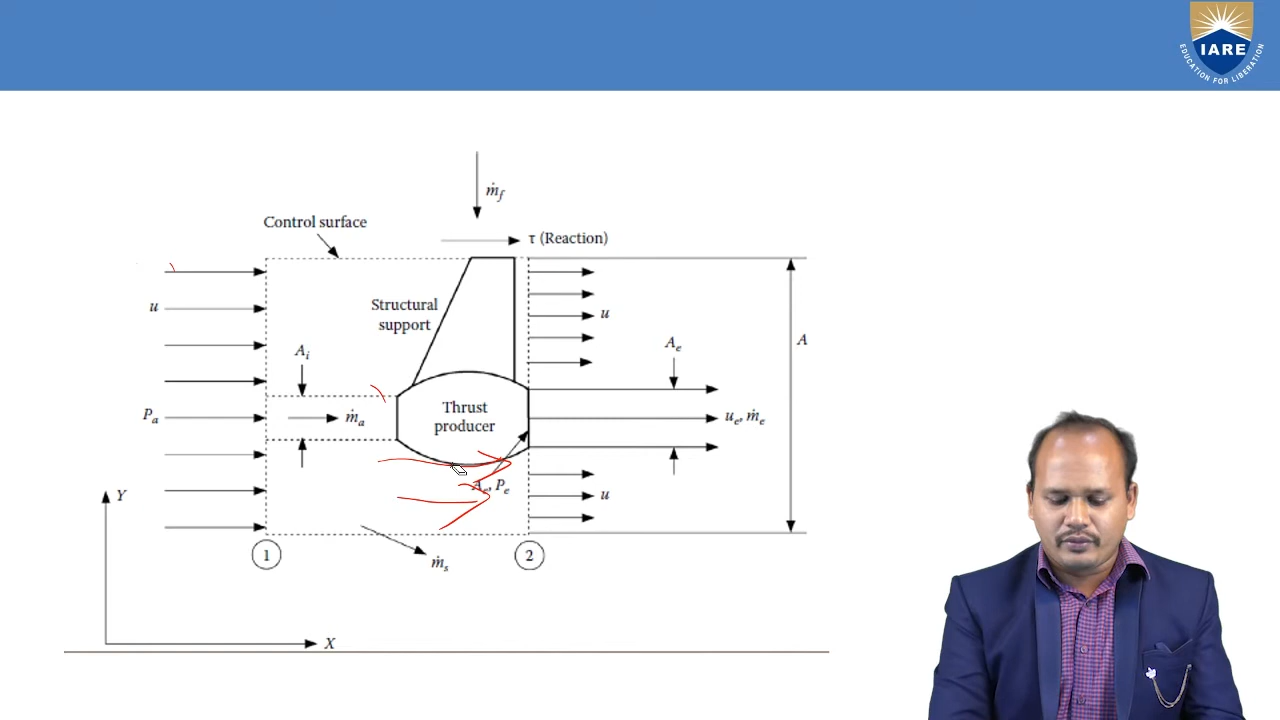 IARE
EDUCATION FOR LIBERATION
ṁf
Control surface
τ (Reaction)
u
Structural
support
u
Ai
Ae
A
Pa
ṁa
Thrust
producer
ue, ṁe
Ae, Pe
u
Y
1
2
ṁs
X